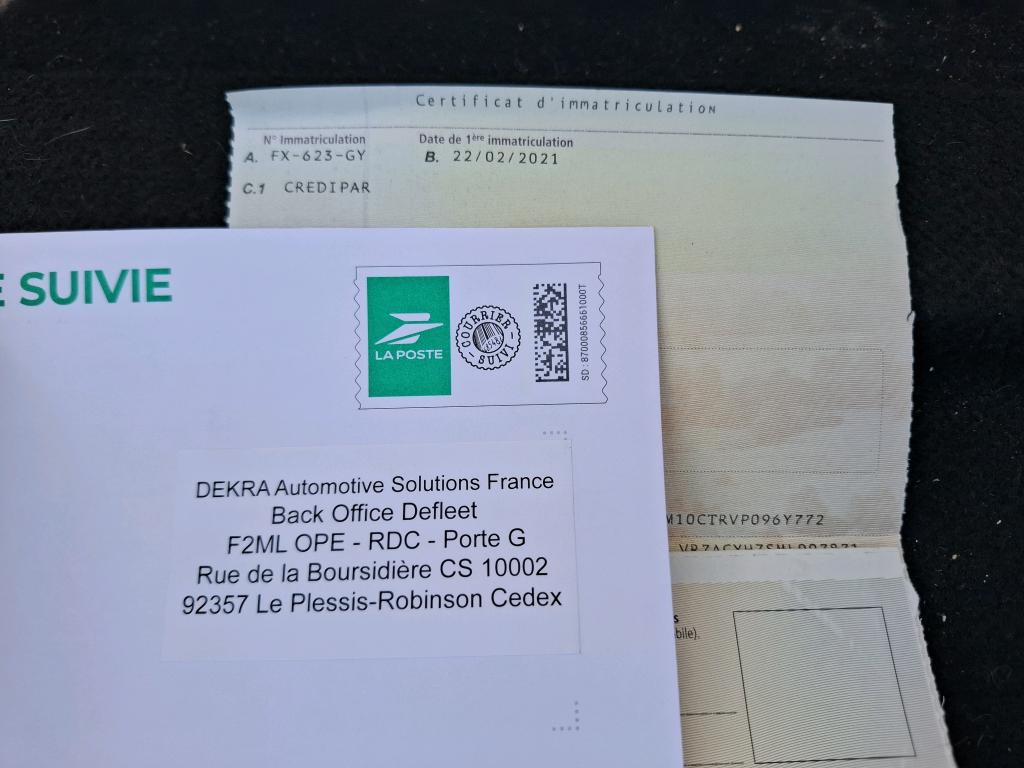 Certificat d'immatriculation
N° Immatriculation
Date de 1ère immatriculation
A. FX-623-GY
B. 22/02/2021
C.1 CREDIPAR
E SUIVIE
LA POSTE
COURRIER SUIVI
SD : 87000856661000T
DEKRA Automotive Solutions France
Back Office Defleet
F2ML OPE - RDC - Porte G
Rue de la Boursidière CS 10002
92357 Le Plessis-Robinson Cedex
M10CTRVP096Y772
s
bile).